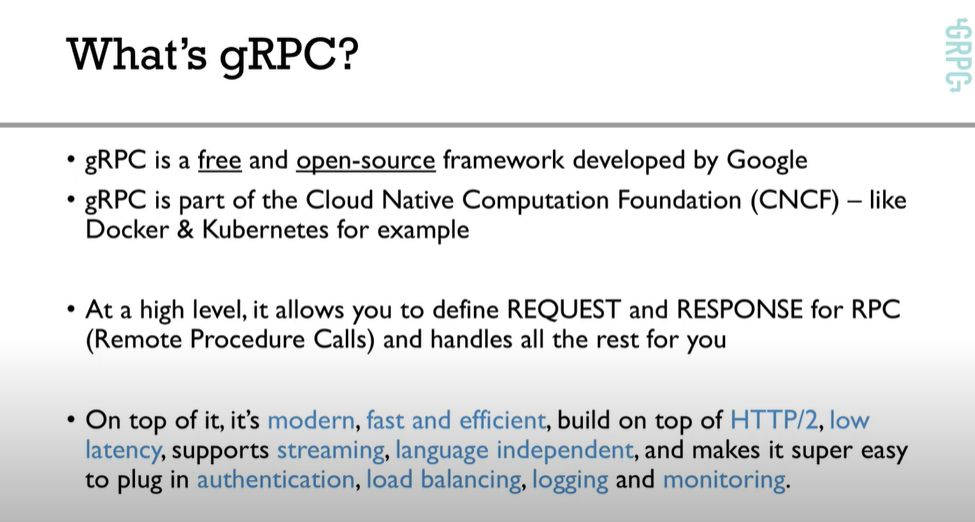 What's gRPC?
GRPC
• gRPC is a free and open-source framework developed by Google
• gRPC is part of the Cloud Native Computation Foundation (CNCF) – like
Docker & Kubernetes for example
• At a high level, it allows you to define REQUEST and RESPONSE for RPC
(Remote Procedure Calls) and handles all the rest for you
• On top of it, it's modern, fast and efficient, build on top of HTTP/2, low
latency, supports streaming, language independent, and makes it super easy
to plug in authentication, load balancing, logging and monitoring.